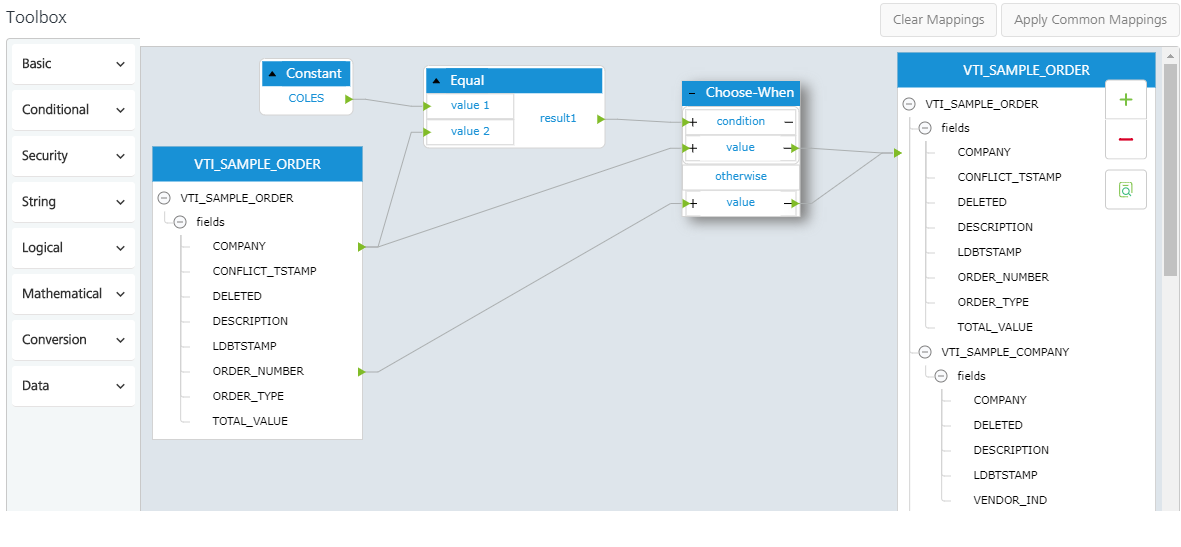 Toolbox
Clear Mappings
Apply Common Mappings
Basic
Conditional
Security
String
Logical
Mathematical
Conversion
Data
Constant
COLES
Equal
value 1
value 2
result1
Choose-When
condition
value
otherwise
value
VTI_SAMPLE_ORDER
VTI_SAMPLE_ORDER
fields
COMPANY
CONFLICT_TSTAMP
DELETED
DESCRIPTION
LDBTSTAMP
ORDER_NUMBER
ORDER_TYPE
TOTAL_VALUE
VTI_SAMPLE_ORDER
VTI_SAMPLE_ORDER
fields
COMPANY
CONFLICT_TSTAMP
DELETED
DESCRIPTION
LDBTSTAMP
ORDER_NUMBER
ORDER_TYPE
TOTAL_VALUE
VTI_SAMPLE_COMPANY
fields
COMPANY
DELETED
DESCRIPTION
LDBTSTAMP
VENDOR_IND